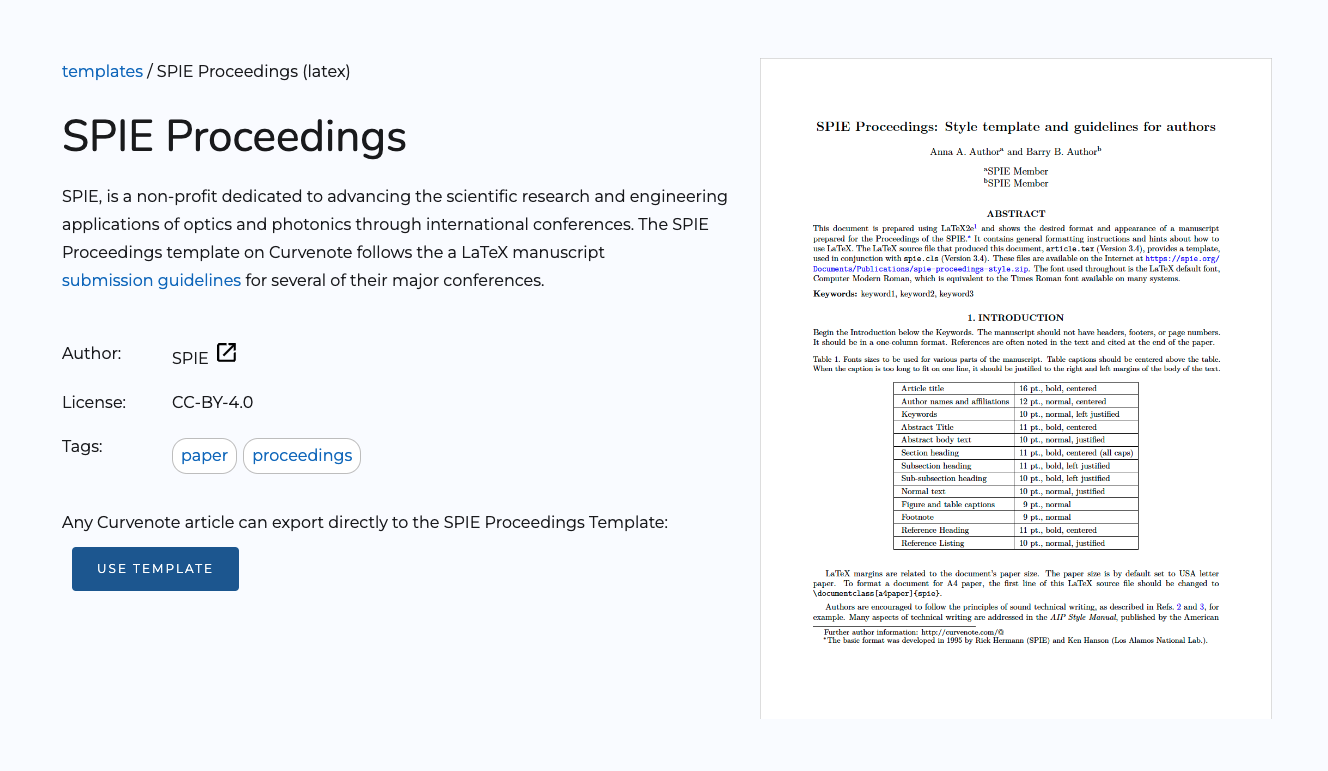 templates / SPIE Proceedings (latex)
SPIE Proceedings
SPIE, is a non-profit dedicated to advancing the scientific research and engineering
applications of optics and photonics through international conferences. The SPIE
Proceedings template on Curvenote follows the a LaTeX manuscript
submission guidelines for several of their major conferences.
Author: SPIE
License: CC-BY-4.0
Tags: paper proceedings
Any Curvenote article can export directly to the SPIE Proceedings Template:
USE TEMPLATE
SPIE Proceedings: Style template and guidelines for authors
Anna A. Authorᵃ and Barry B. Authorᵇ
ᵃSPIE Member
ᵇSPIE Member
ABSTRACT
This document is prepared using LaTeX2e¹ and shows the desired format and appearance of a manuscript
prepared for the Proceedings of the SPIE.* It contains general formatting instructions and hints about how to
use LaTeX. The LaTeX source file that produced this document, article.tex (Version 3.4), provides a template,
used in conjunction with spie.cls (Version 3.4). These files are available on the Internet at https://spie.org/
Documents/Publications/spie-proceedings-style.zip. The font used throughout is the LaTeX default font,
Computer Modern Roman, which is equivalent to the Times Roman font available on many systems.
Keywords: keyword1, keyword2, keyword3
1. INTRODUCTION
Begin the Introduction below the Keywords. The manuscript should not have headers, footers, or page numbers.
It should be in a one-column format. References are often noted in the text and cited at the end of the paper.
Table 1. Fonts sizes to be used for various parts of the manuscript. Table captions should be centered above the table.
When the caption is too long to fit on one line, it should be justified to the right and left margins of the body of the text.
Article title 16 pt., bold, centered
Author names and affiliations 12 pt., normal, centered
Keywords 10 pt., normal, left justified
Abstract Title 11 pt., bold, centered
Abstract body text 10 pt., normal, justified
Section heading 11 pt., bold, centered (all caps)
Subsection heading 11 pt., bold, left justified
Sub-subsection heading 10 pt., bold, left justified
Normal text 10 pt., normal, justified
Figure and table captions 9 pt., normal
Footnote 9 pt., normal
Reference Heading 11 pt., bold, centered
Reference Listing 10 pt., normal, justified
LaTeX margins are related to the document's paper size. The paper size is by default set to USA letter
paper. To format a document for A4 paper, the first line of this LaTeX source file should be changed to
\documentclass[a4paper]{spie}.
Authors are encouraged to follow the principles of sound technical writing, as described in Refs. 2 and 3, for
example. Many aspects of technical writing are addressed in the AIP Style Manual, published by the American
Further author information: http://curvenote.com/@
*The basic format was developed in 1995 by Rick Hermann (SPIE) and Ken Hanson (Los Alamos National Lab.).